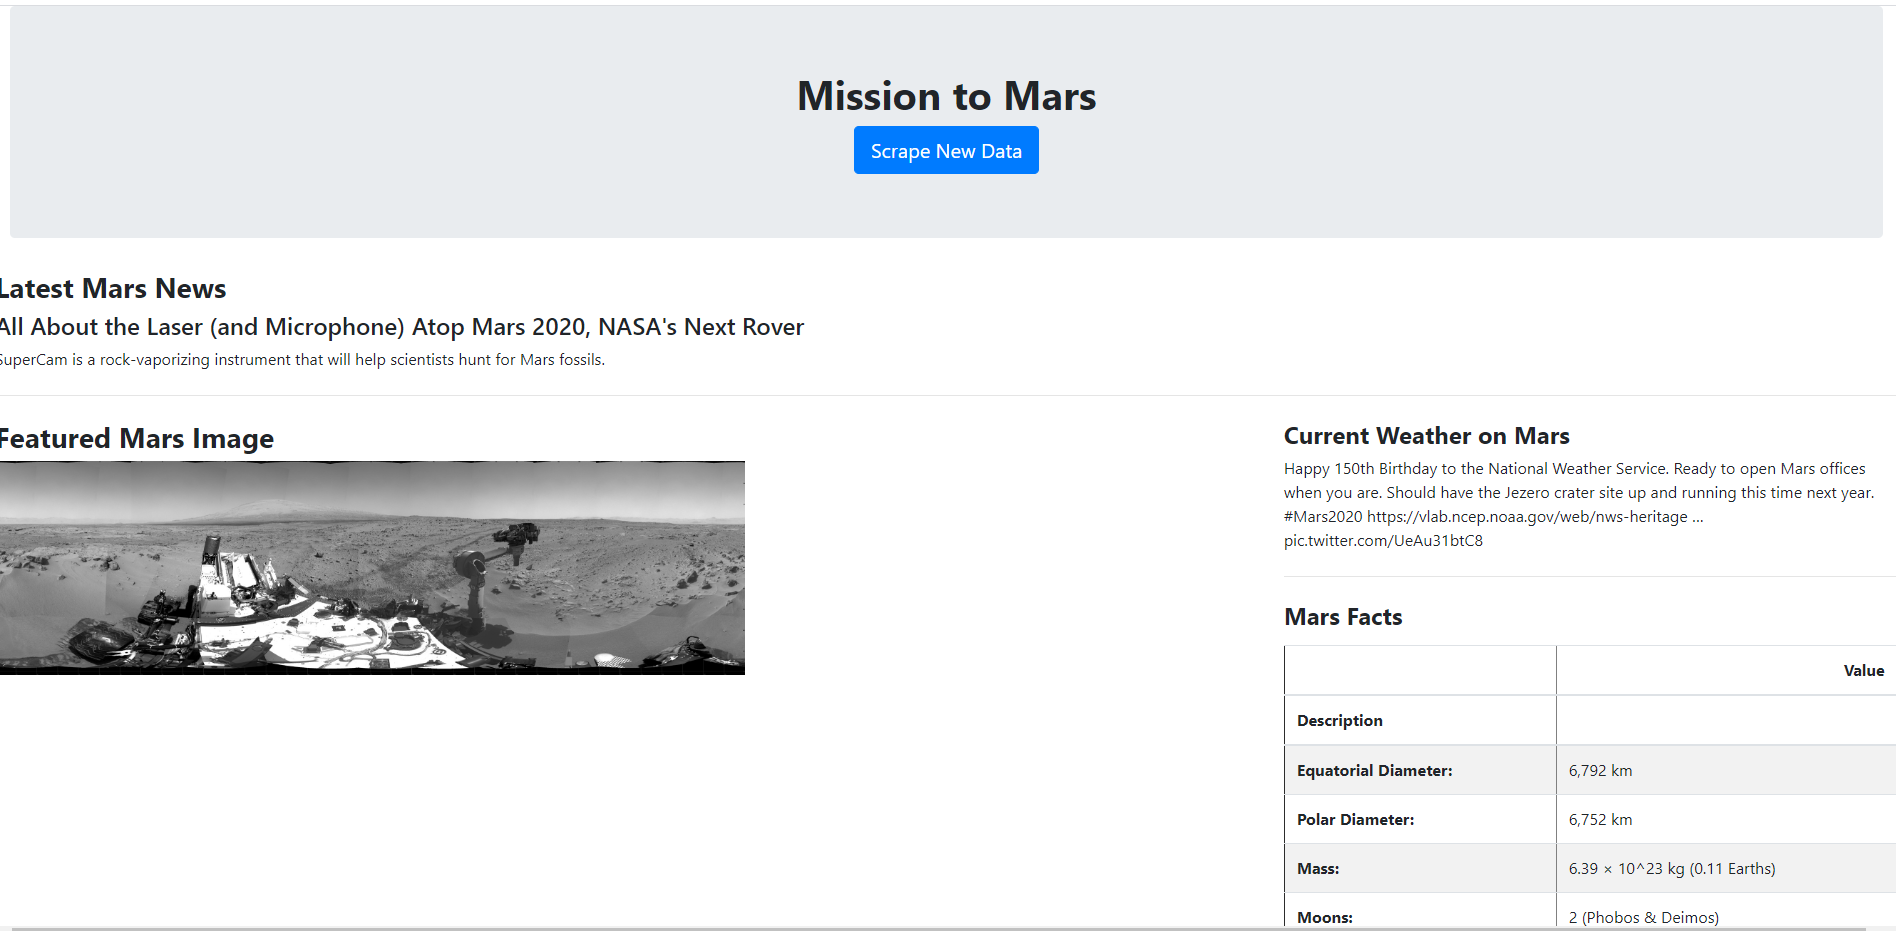 Mission to Mars
Scrape New Data
Latest Mars News
All About the Laser (and Microphone) Atop Mars 2020, NASA's Next Rover
SuperCam is a rock-vaporizing instrument that will help scientists hunt for Mars fossils.
Featured Mars Image
Current Weather on Mars
Happy 150th Birthday to the National Weather Service. Ready to open Mars offices
when you are. Should have the Jezero crater site up and running this time next year.
#Mars2020 https://vlab.ncep.noaa.gov/web/nws-heritage …
pic.twitter.com/UeAu31btC8
Mars Facts
Value
Description
Equatorial Diameter: 6,792 km
Polar Diameter: 6,752 km
Mass: 6.39 × 10^23 kg (0.11 Earths)
Moons: 2 (Phobos & Deimos)